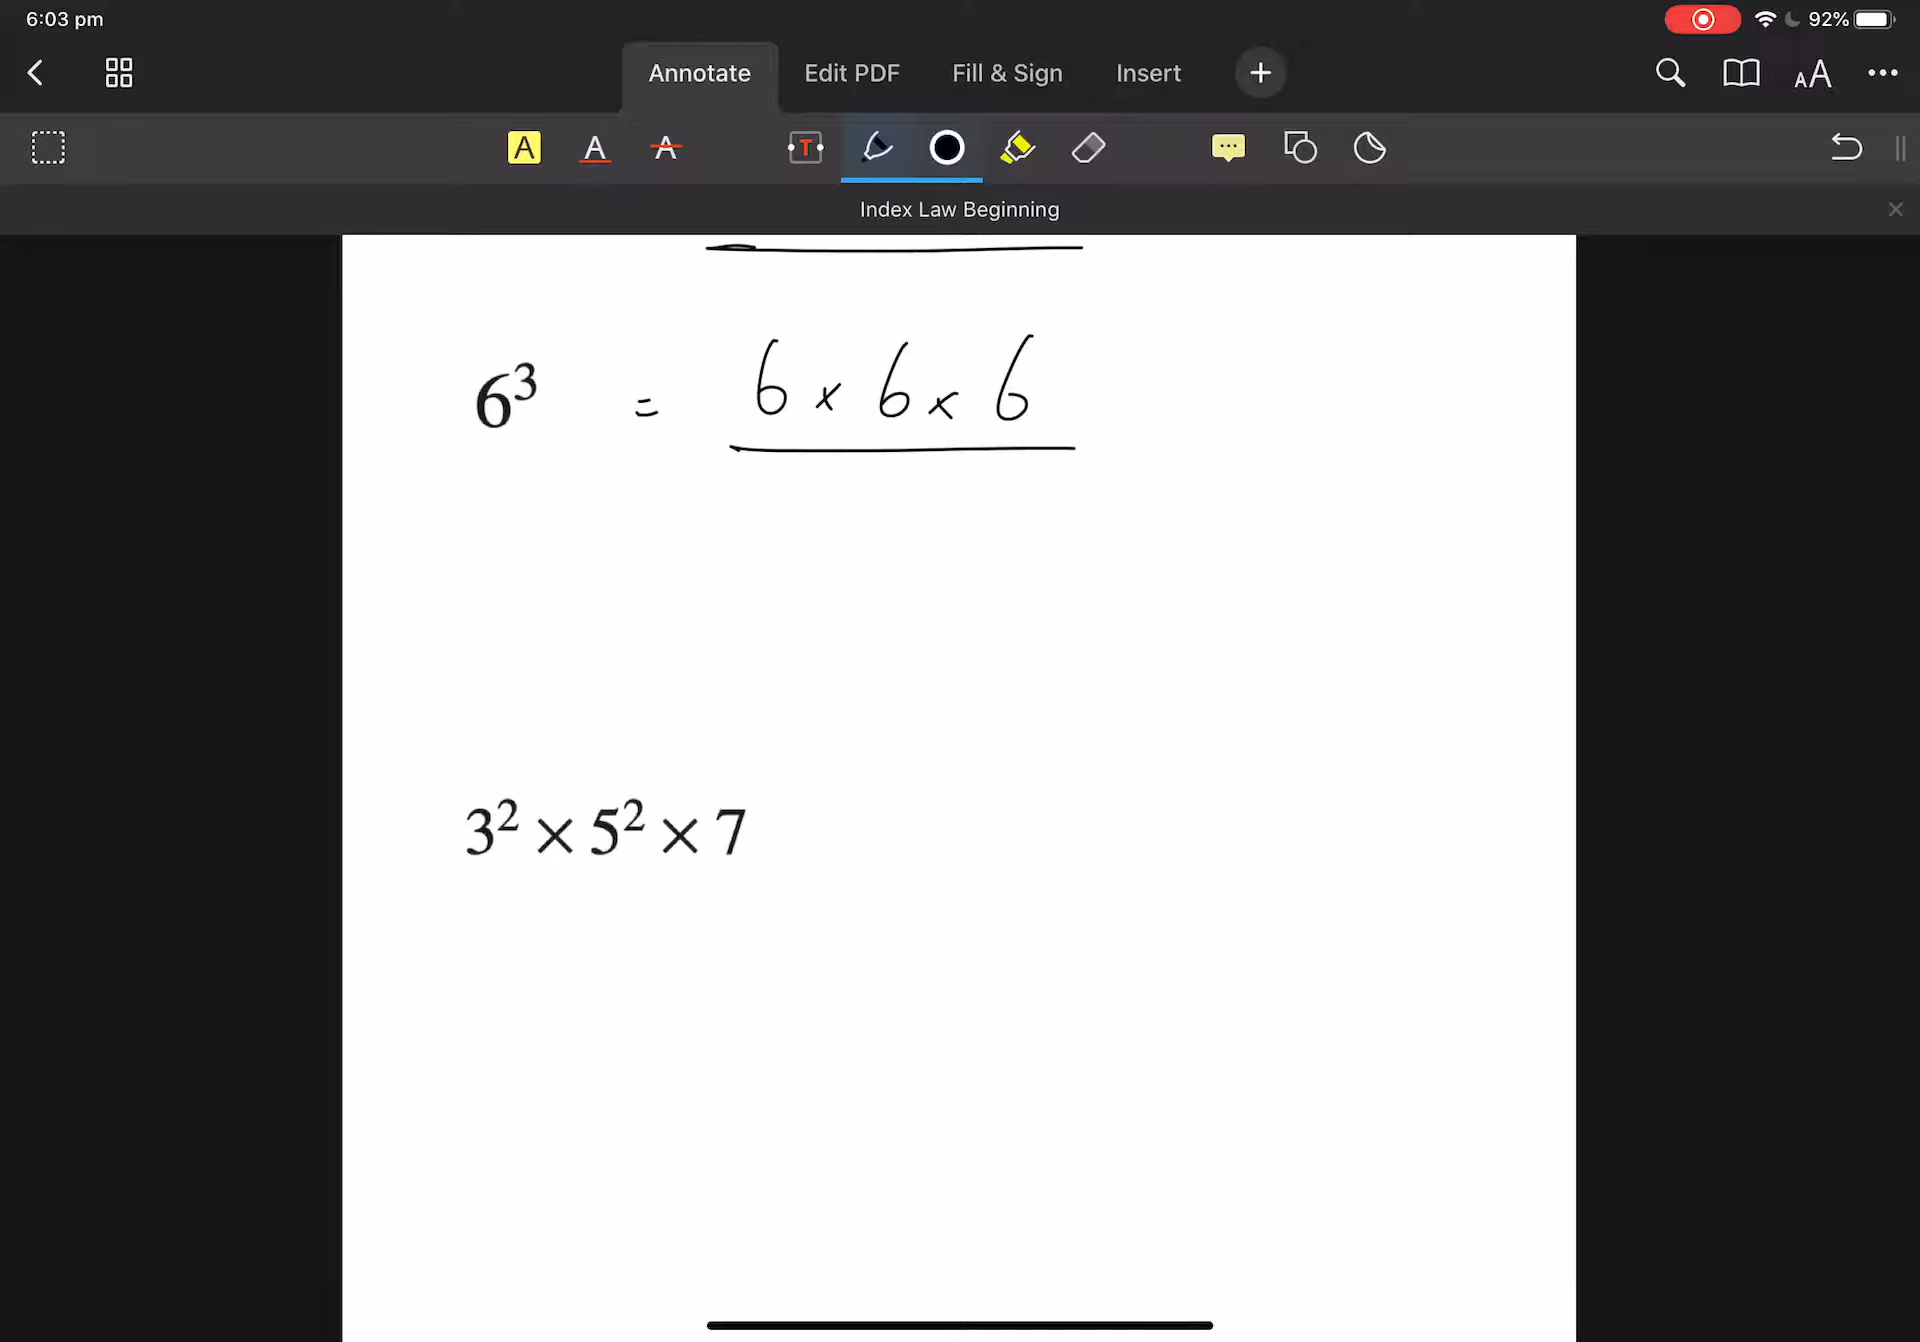 6:03 pm
92%
Annotate Edit PDF Fill & Sign Insert
AA
A A A T
Index Law Beginning
6³ = 6 × 6 × 6
3² × 5² × 7